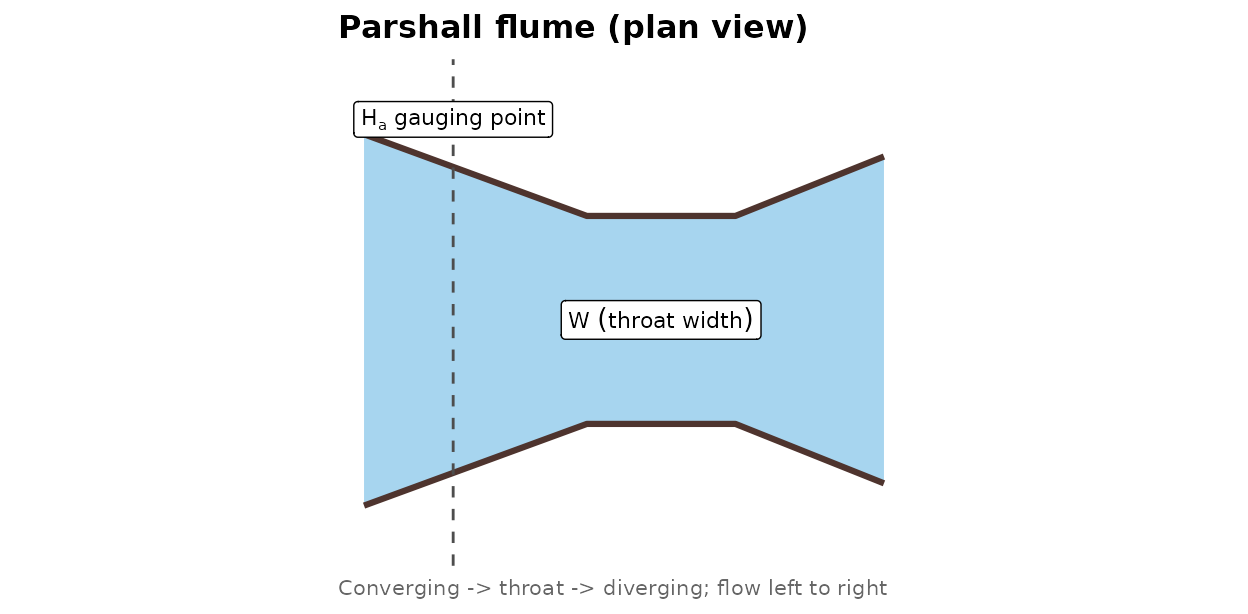 Parshall flume (plan view)
Hₐ gauging point
W (throat width)
Converging -> throat -> diverging; flow left to right